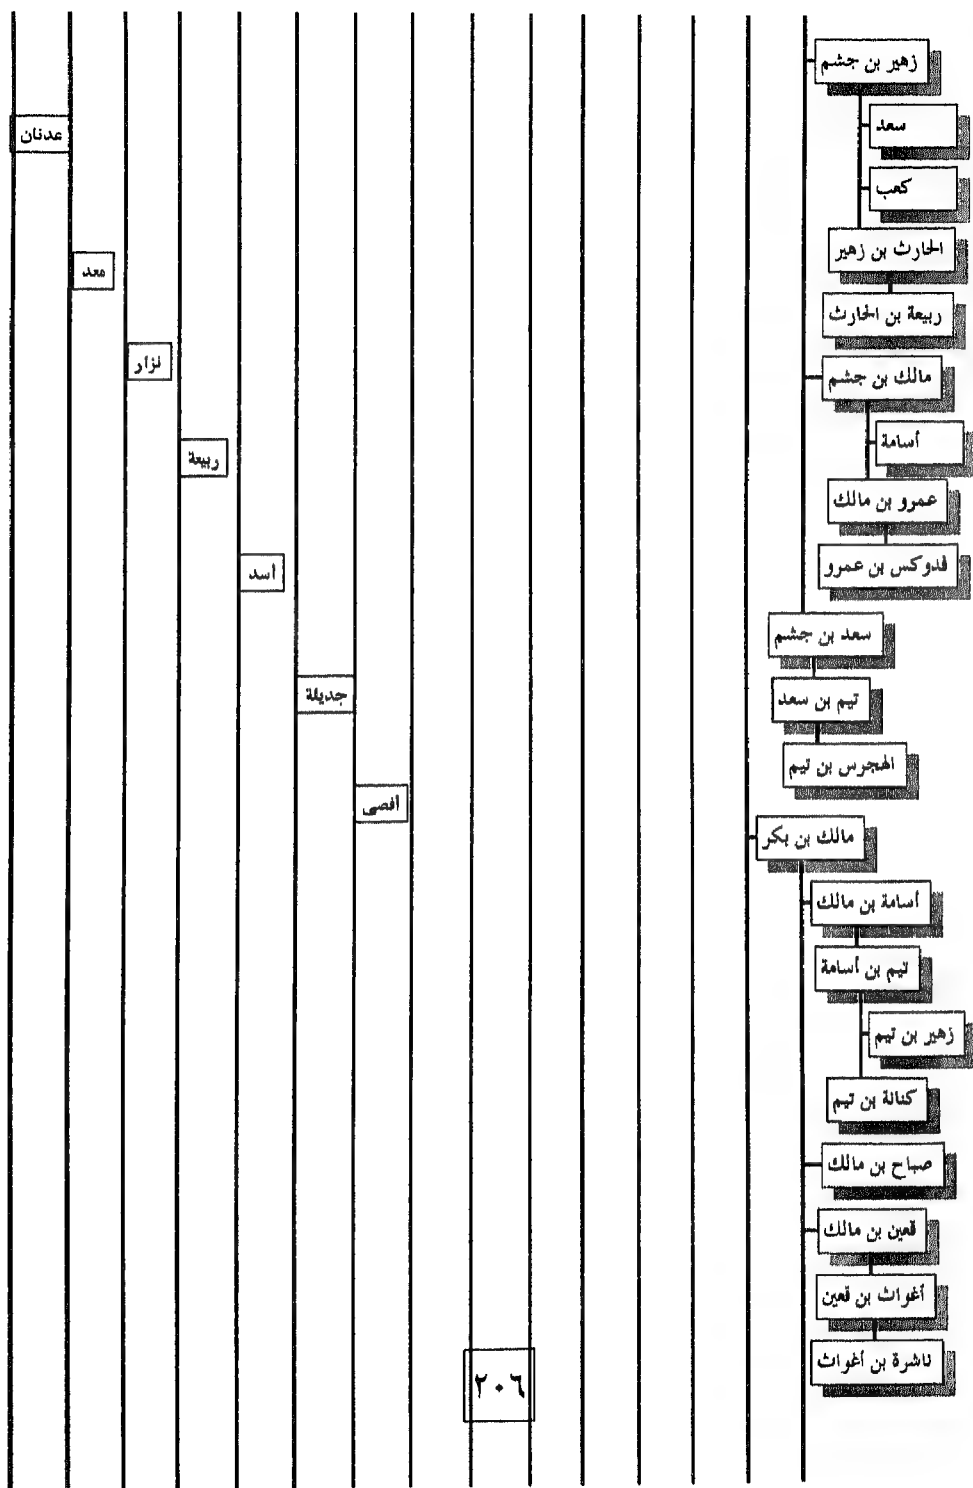 زهير بن جشم
سعد
كعب
الحارث بن زهير
ربيعة بن الحارث
مالك بن جشم
أسامة
عمرو بن مالك
فدوكس بن عمرو
سعد بن جشم
تيم بن سعد
الهجرس بن تيم
مالك بن بكر
أسامة بن مالك
تيم بن أسامة
زهير بن تيم
كنانة بن تيم
صباح بن مالك
قعين بن مالك
أغواث بن قعين
ناشرة بن أغواث
عدنان
معد
نزار
ربيعة
أسد
جديلة
أفصى
٢٠٦